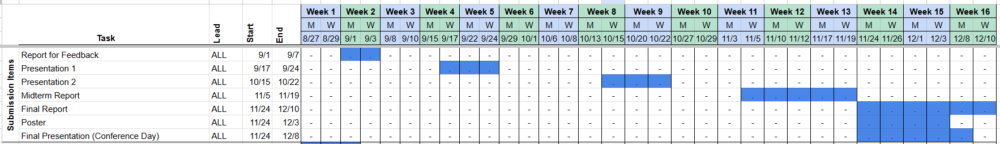 Week 1 Week 2 Week 3 Week 4 Week 5 Week 6 Week 7 Week 8 Week 9 Week 10 Week 11 Week 12 Week 13 Week 14 Week 15 Week 16
M W M W M W M W M W M W M W M W M W M W M W M W M W M W M W M W
Task Lead Start End 8/27 8/29 9/1 9/3 9/8 9/10 9/15 9/17 9/22 9/24 9/29 10/1 10/6 10/8 10/13 10/15 10/20 10/22 10/27 10/29 11/3 11/5 11/10 11/12 11/17 11/19 11/24 11/26 12/1 12/3 12/8 12/10
Submission Items
Report for Feedback ALL 9/1 9/7 - - . . - - - - - - - - - - - - - - - - - - - - - - - - - - - -
Presentation 1 ALL 9/17 9/24 - - - - - - - . . . - - - - - - - - - - - - - - - - - - - - - -
Presentation 2 ALL 10/15 10/22 - - - - - - - - - - - - - - - . . . - - - - - - - - - - - - - -
Midterm Report ALL 11/5 11/19 - - - - - - - - - - - - - - - - - - - - - . . . . . - - - - - -
Final Report ALL 11/24 12/10 - - - - - - - - - - - - - - - - - - - - - - - - - - . . . . . .
Poster ALL 11/24 12/3 - - - - - - - - - - - - - - - - - - - - - - - - - - . . . . - -
Final Presentation (Conference Day) ALL 11/24 12/8 - - - - - - - - - - - - - - - - - - - - - - - - - - . . . . . -